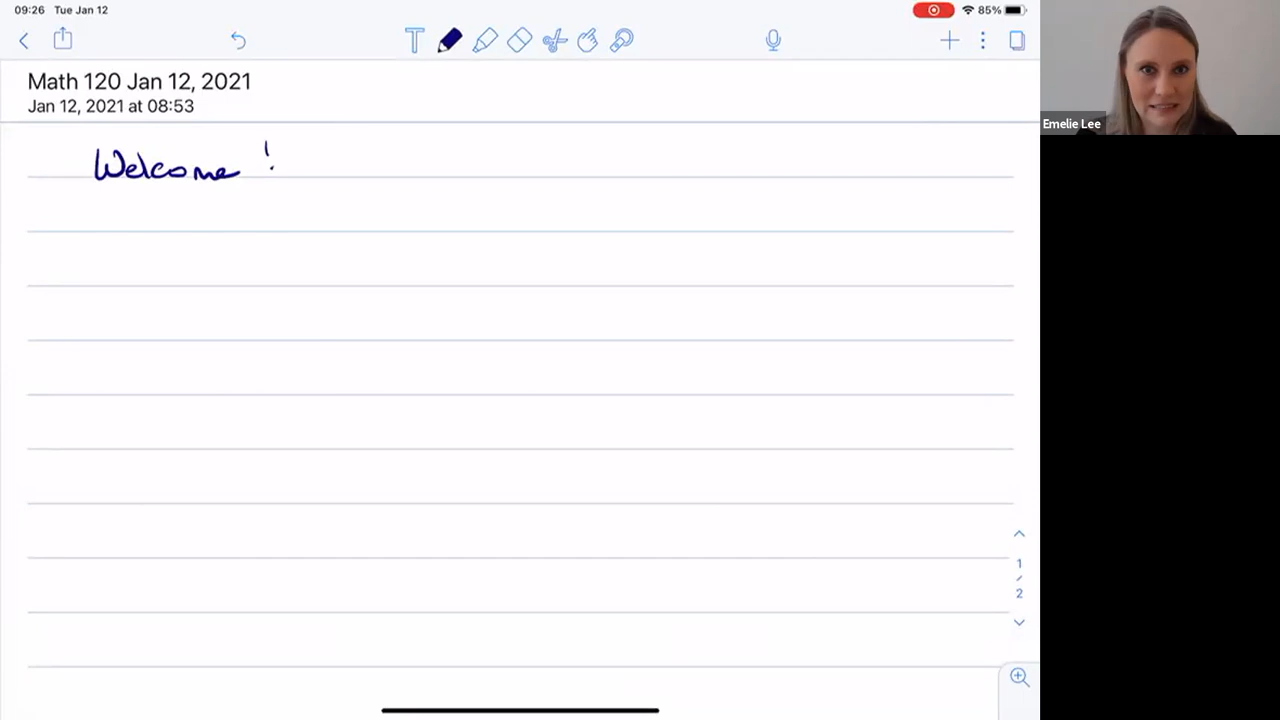 09:26 Tue Jan 12
85%
T
Math 120 Jan 12, 2021
Jan 12, 2021 at 08:53
Welcome !
Emelie Lee
1
/
2